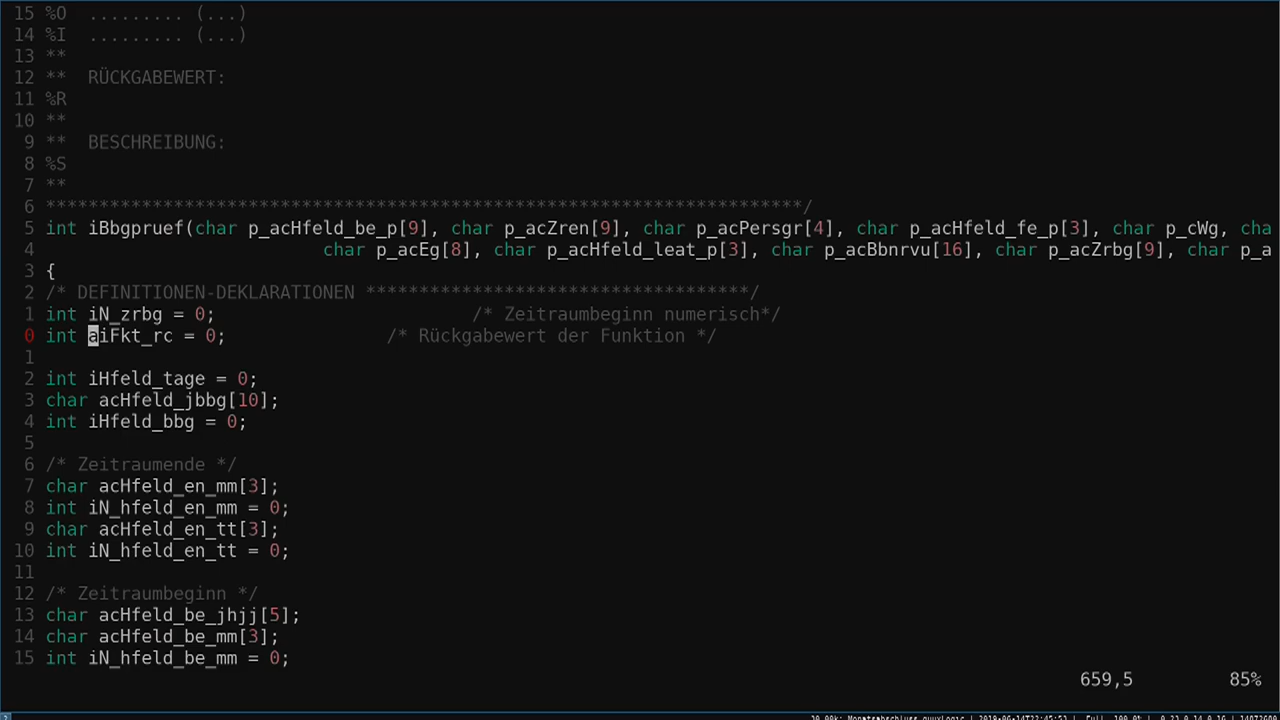 15 %O  ......... (...)
14 %I  ......... (...)
13 **
12 **  RÜCKGABEWERT:
11 %R
10 **
9 **  BESCHREIBUNG:
8 %S
7 **
6 ***********************************************************************/
5 int iBbgpruef(char p_acHfeld_be_p[9], char p_acZren[9], char p_acPersgr[4], char p_acHfeld_fe_p[3], char p_cWg, cha
4                           char p_acEg[8], char p_acHfeld_leat_p[3], char p_acBbnrvu[16], char p_acZrbg[9], char p_a
3 {
2 /* DEFINITIONEN-DEKLARATIONEN ************************************/
1 int iN_zrbg = 0;                        /* Zeitraumbeginn numerisch*/
0 int aiFkt_rc = 0;               /* Rückgabewert der Funktion */
1
2 int iHfeld_tage = 0;
3 char acHfeld_jbbg[10];
4 int iHfeld_bbg = 0;
5
6 /* Zeitraumende */
7 char acHfeld_en_mm[3];
8 int iN_hfeld_en_mm = 0;
9 char acHfeld_en_tt[3];
10 int iN_hfeld_en_tt = 0;
11
12 /* Zeitraumbeginn */
13 char acHfeld_be_jhjj[5];
14 char acHfeld_be_mm[3];
15 int iN_hfeld_be_mm = 0;
659,5         85%